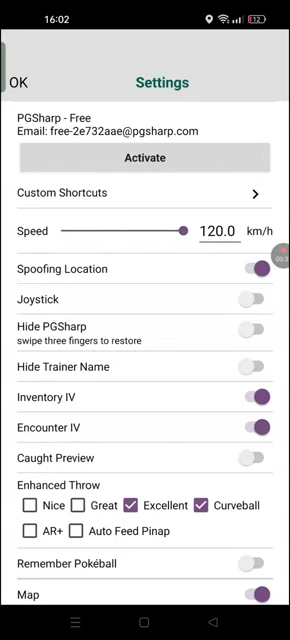 16:02
12
OK
Settings
PGSharp - Free
Email: free-2e732aae@pgsharp.com
Activate
Custom Shortcuts
Speed 120.0 km/h
Spoofing Location
Joystick
Hide PGSharp
swipe three fingers to restore
Hide Trainer Name
Inventory IV
Encounter IV
Caught Preview
Enhanced Throw
Nice Great Excellent Curveball
AR+ Auto Feed Pinap
Remember Pokéball
Map